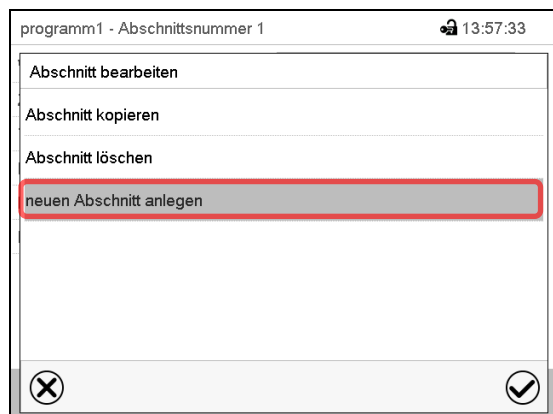 programm1 - Abschnittsnummer 1 13:57:33
Abschnitt bearbeiten
Abschnitt kopieren
Abschnitt löschen
neuen Abschnitt anlegen